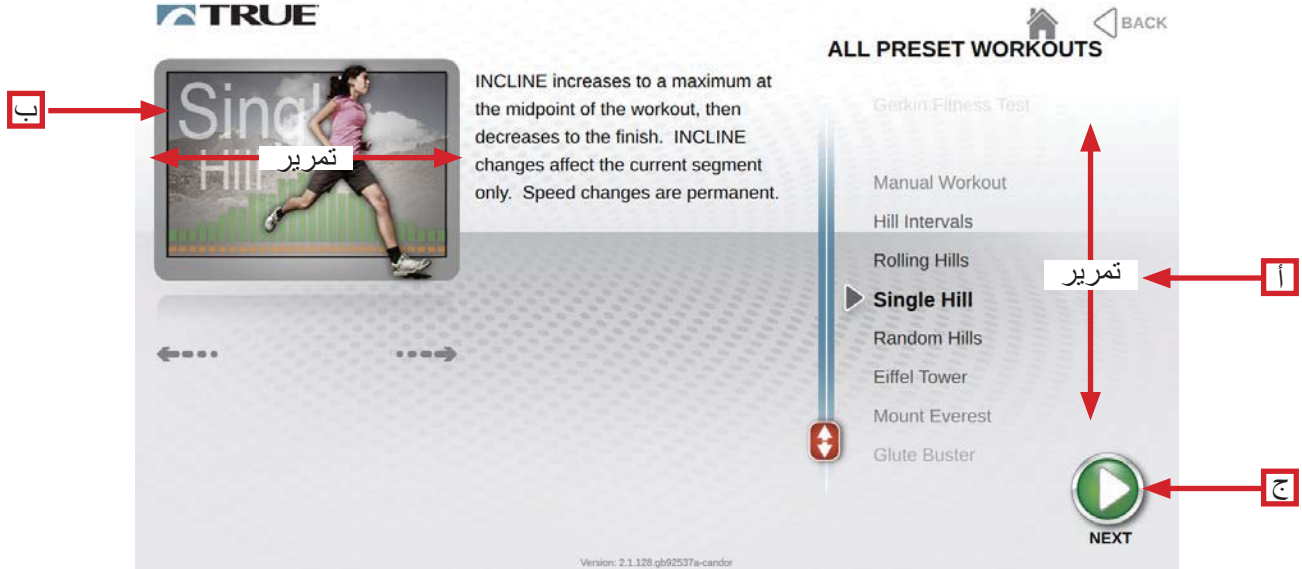 TRUE
BACK
ALL PRESET WORKOUTS
ب
Single
Hill
تمرير
INCLINE increases to a maximum at
the midpoint of the workout, then
decreases to the finish. INCLINE
changes affect the current segment
only. Speed changes are permanent.
Gerkin Fitness Test
Manual Workout
Hill Intervals
Rolling Hills
Single Hill
Random Hills
Eiffel Tower
Mount Everest
Glute Buster
تمرير
أ
ج
NEXT
Version: 2.1.128.gb92537a-candor